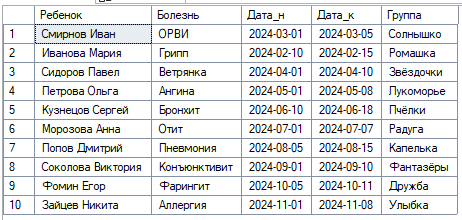 Ребенок Болезнь Дата_н Дата_к Группа
1 Смирнов Иван ОРВИ 2024-03-01 2024-03-05 Солнышко
2 Иванова Мария Грипп 2024-02-10 2024-02-15 Ромашка
3 Сидоров Павел Ветрянка 2024-04-01 2024-04-10 Звёздочки
4 Петрова Ольга Ангина 2024-05-01 2024-05-08 Лукоморье
5 Кузнецов Сергей Бронхит 2024-06-10 2024-06-18 Пчёлки
6 Морозова Анна Отит 2024-07-01 2024-07-07 Радуга
7 Попов Дмитрий Пневмония 2024-08-05 2024-08-15 Капелька
8 Соколова Виктория Конъюнктивит 2024-09-01 2024-09-10 Фантазёры
9 Фомин Егор Фарингит 2024-10-05 2024-10-11 Дружба
10 Зайцев Никита Аллергия 2024-11-01 2024-11-08 Улыбка